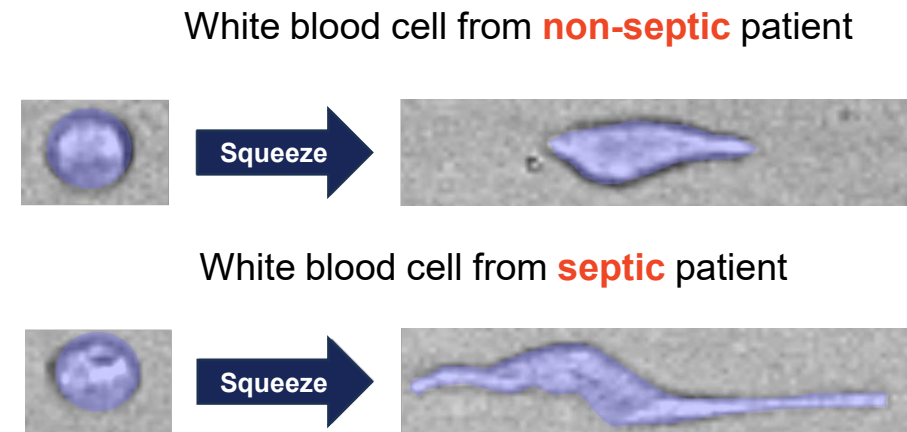 White blood cell from non-septic patient
Squeeze
White blood cell from septic patient
Squeeze